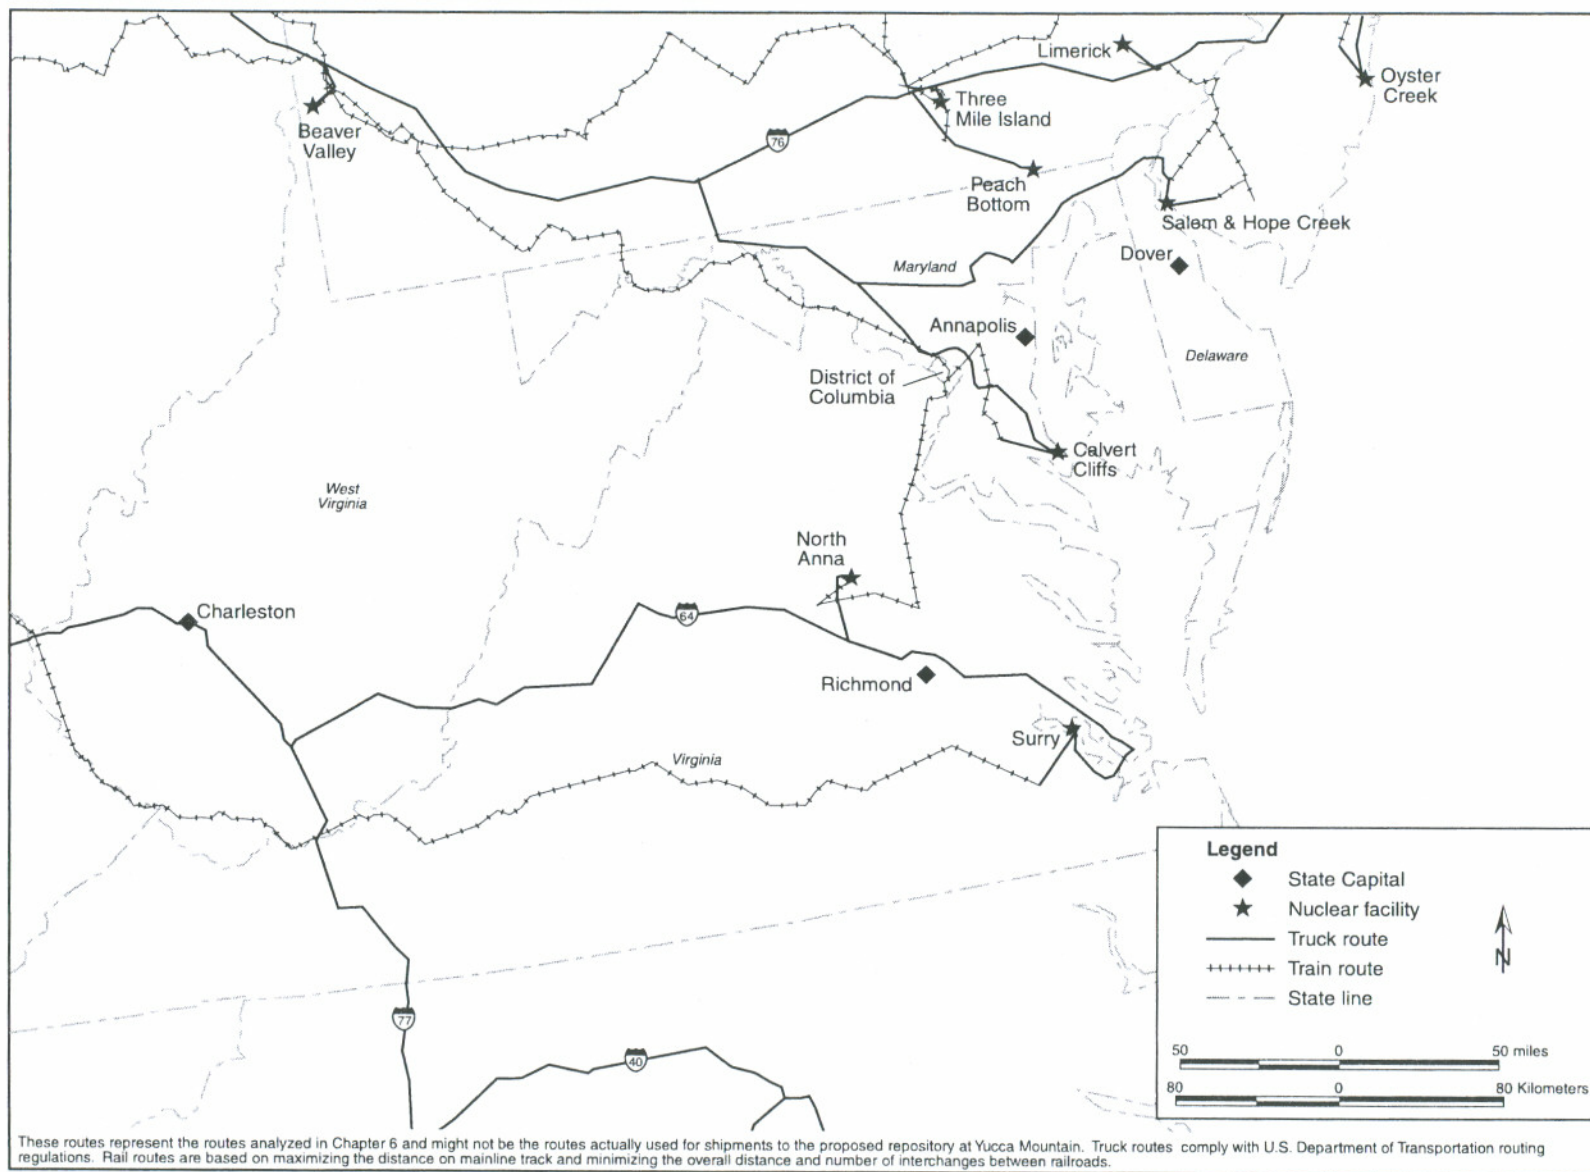 Limerick
Oyster
Creek
Three
Mile Island
Beaver
Valley
76
Peach
Bottom
Salem & Hope Creek
Dover
Maryland
Annapolis
Delaware
District of
Columbia
Calvert
Cliffs
West
Virginia
North
Anna
Charleston
64
Richmond
Surry
Virginia
Legend
State Capital
Nuclear facility
Truck route
Train route
State line
N
77
40
50 0 50 miles
80 0 80 Kilometers
These routes represent the routes analyzed in Chapter 6 and might not be the routes actually used for shipments to the proposed repository at Yucca Mountain. Truck routes comply with U.S. Department of Transportation routing
regulations. Rail routes are based on maximizing the distance on mainline track and minimizing the overall distance and number of interchanges between railroads.